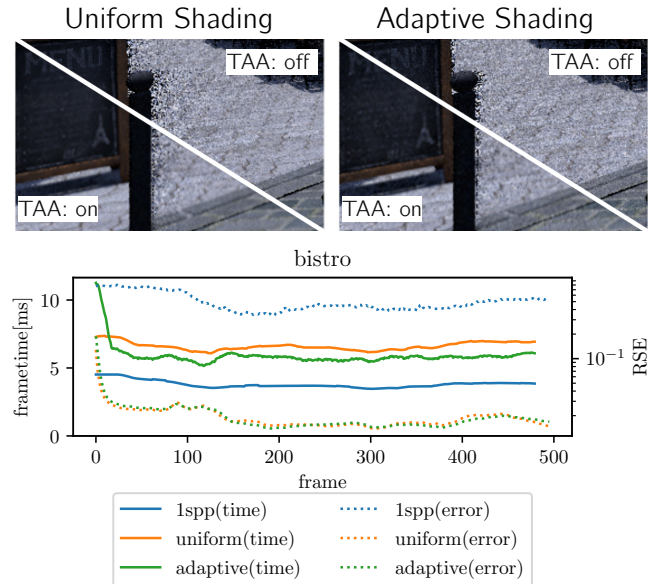 Uniform Shading Adaptive Shading
MENU TAA: off TAA: off
TAA: on TAA: on
bistro
10
5
0
frametime[ms]
10⁻¹
RSE
0 100 200 300 400 500
frame
1spp(time) 1spp(error)
uniform(time) uniform(error)
adaptive(time) adaptive(error)